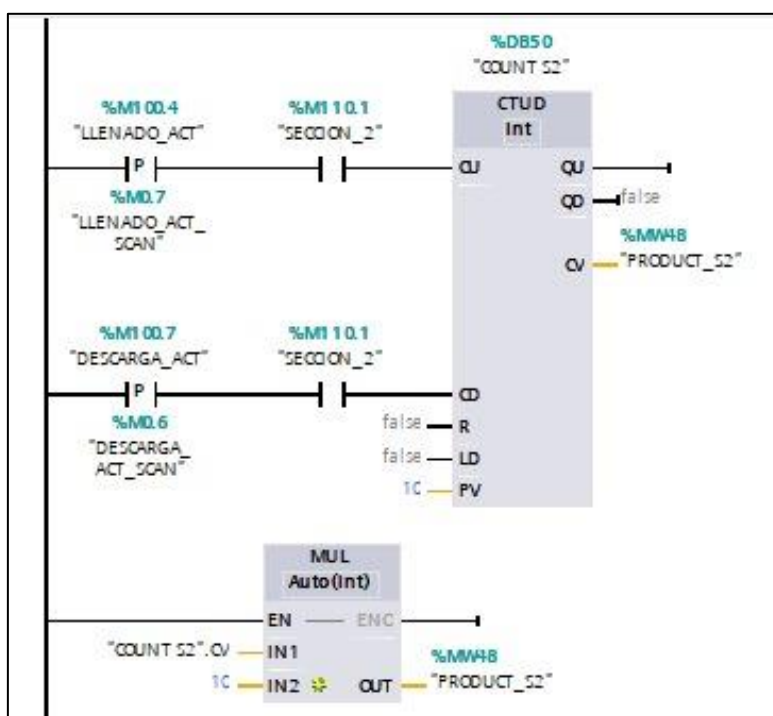 %DB50
"COUNT S2"
CTUD
Int
%M100.4
"LLENADO_ACT"
P
%M0.7
"LLENADO_ACT_
SCAN"
%M110.1
"SECCION_2"
CU
QU
QD
false
%MW48
CV
"PRODUCT_S2"
%M100.7
"DESCARGA_ACT"
P
%M0.6
"DESCARGA_
ACT_SCAN"
%M110.1
"SECCION_2"
CD
false
R
false
LD
10
PV
MUL
Auto(Int)
EN
ENO
"COUNT S2".CV
IN1
10
IN2
OUT
%MW48
"PRODUCT_S2"